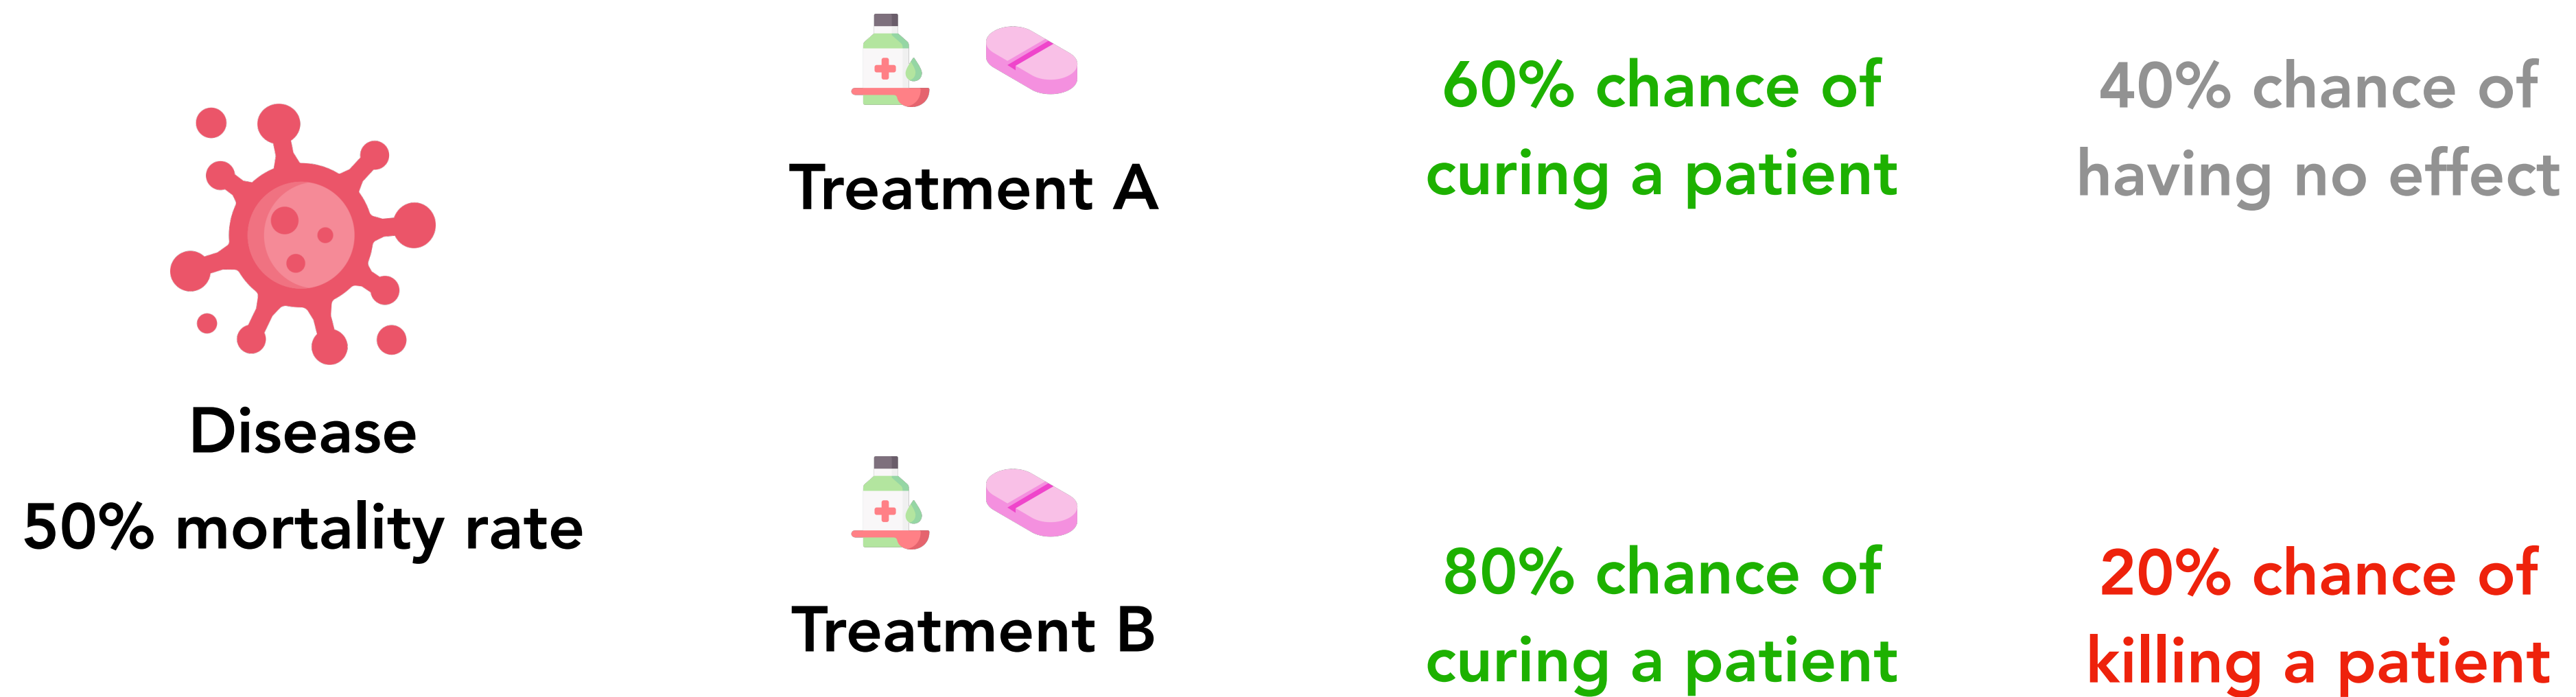 Disease
50% mortality rate
Treatment A
60% chance of
curing a patient
40% chance of
having no effect
Treatment B
80% chance of
curing a patient
20% chance of
killing a patient